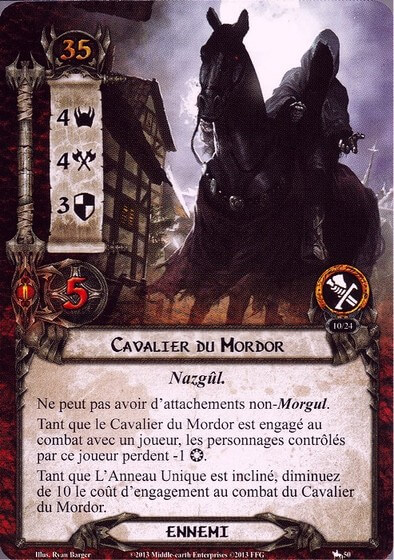 35
4
4
3
5
10/24
CAVALIER DU MORDOR
Nazgûl.
Ne peut pas avoir d'attachements non-Morgul.
Tant que le Cavalier du Mordor est engagé au
combat avec un joueur, les personnages contrôlés
par ce joueur perdent -1.
Tant que L'Anneau Unique est incliné, diminuez
de 10 le coût d'engagement au combat du Cavalier
du Mordor.
ENNEMI
Illus. Ryan Barger ©2013 Middle-earth Enterprises ©2013 FFG 50